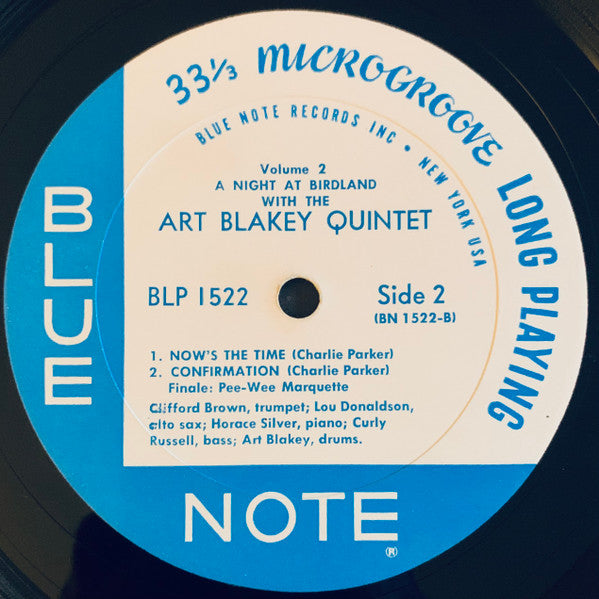 33⅓ MICROGROOVE LONG PLAYING
BLUE NOTE RECORDS INC • NEW YORK USA
Volume 2
A NIGHT AT BIRDLAND
WITH THE
ART BLAKEY QUINTET
BLP 1522
Side 2
(BN 1522-B)
1. NOW'S THE TIME (Charlie Parker)
2. CONFIRMATION (Charlie Parker)
Finale: Pee-Wee Marquette
Clifford Brown, trumpet; Lou Donaldson,
alto sax; Horace Silver, piano; Curly
Russell, bass; Art Blakey, drums.
BLUE
NOTE®